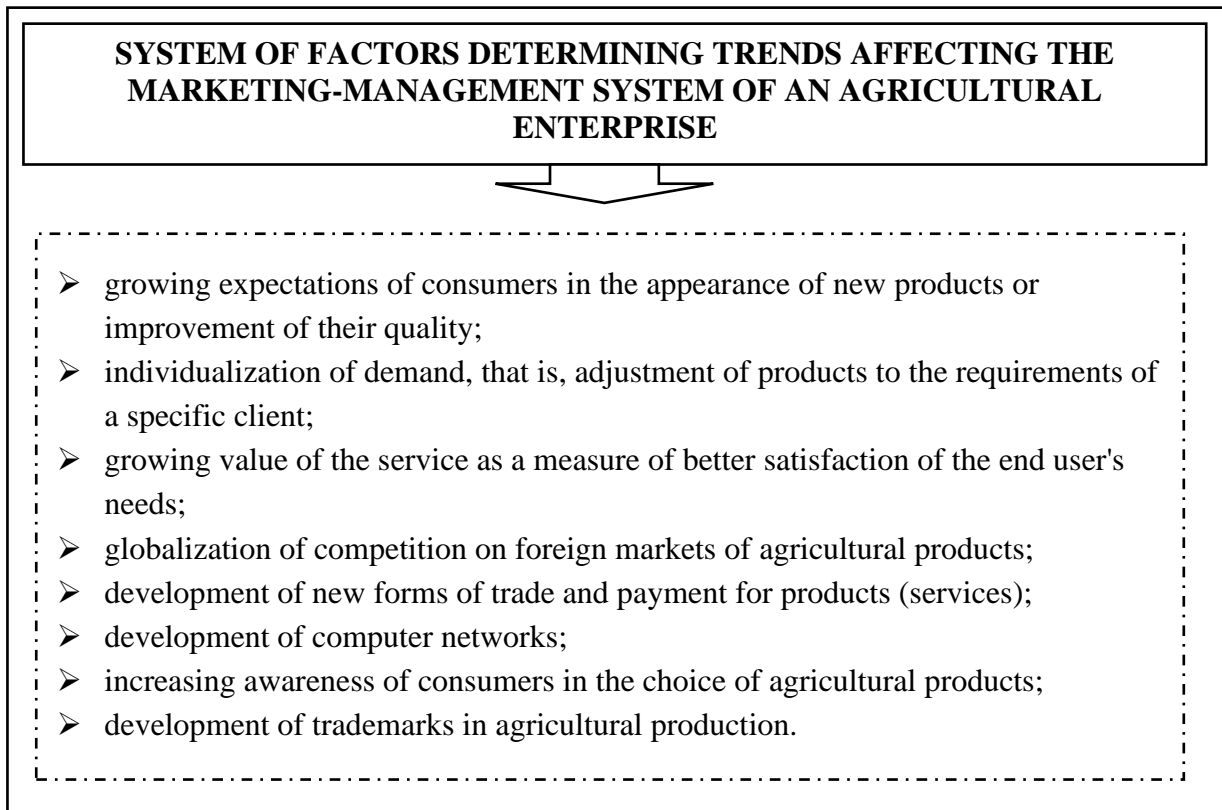 SYSTEM OF FACTORS DETERMINING TRENDS AFFECTING THE
MARKETING-MANAGEMENT SYSTEM OF AN AGRICULTURAL
ENTERPRISE
➢ growing expectations of consumers in the appearance of new products or
improvement of their quality;
➢ individualization of demand, that is, adjustment of products to the requirements of
a specific client;
➢ growing value of the service as a measure of better satisfaction of the end user's
needs;
➢ globalization of competition on foreign markets of agricultural products;
➢ development of new forms of trade and payment for products (services);
➢ development of computer networks;
➢ increasing awareness of consumers in the choice of agricultural products;
➢ development of trademarks in agricultural production.